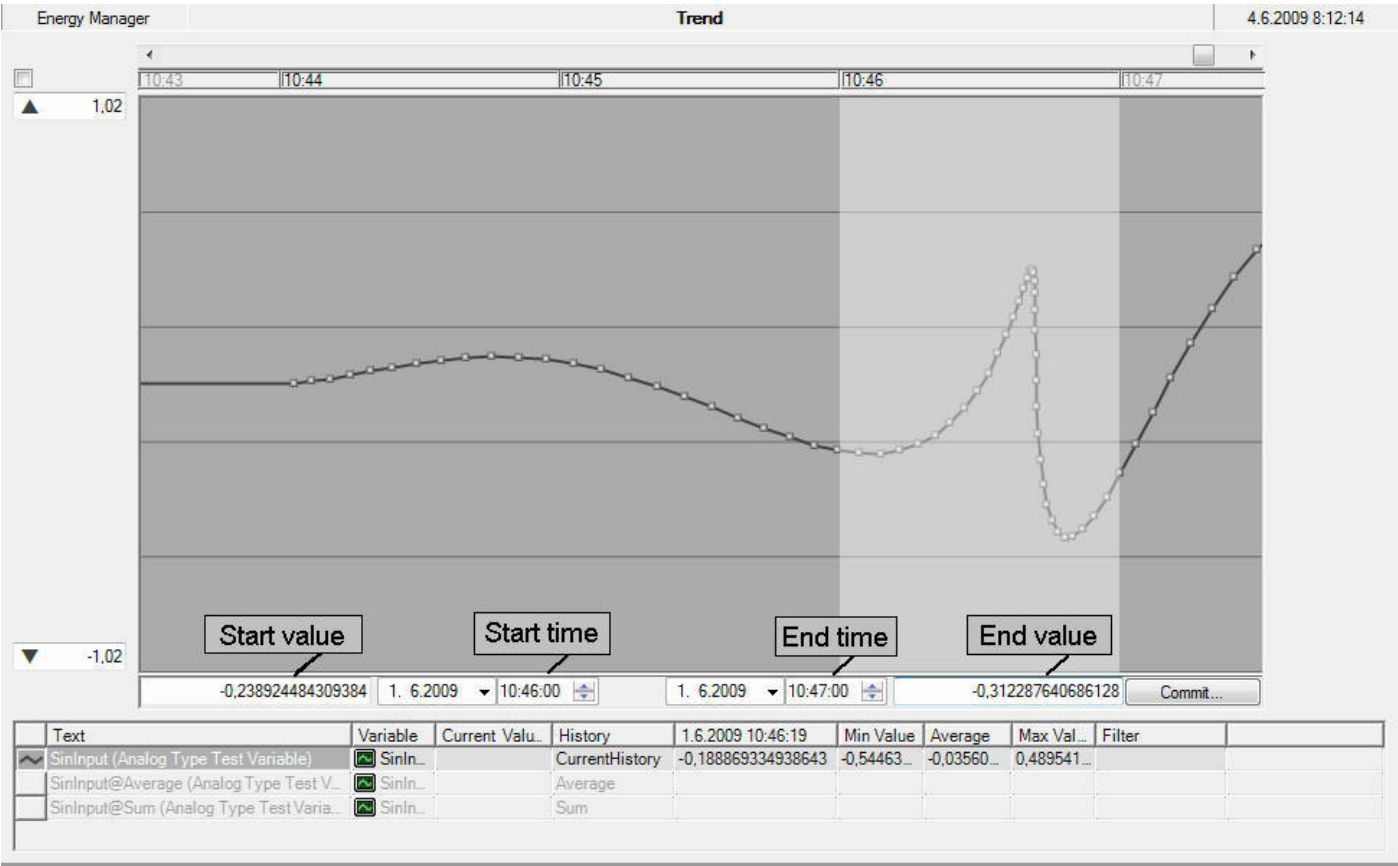 Energy Manager Trend 4.6.2009 8:12:14
10:43 10:44 10:45 10:46 10:47
1,02
Start value Start time End time End value
-1,02
-0,238924484309384 1. 6.2009 10:46:00 1. 6.2009 10:47:00 -0,312287640686128 Commit...
Text Variable Current Valu... History 1.6.2009 10:46:19 Min Value Average Max Val... Filter
SinInput (Analog Type Test Variable) SinIn... CurrentHistory -0,188869334938643 -0,54463... -0,03560... 0,489541...
SinInput@Average (Analog Type Test V... SinIn... Average
SinInput@Sum (Analog Type Test Varia... SinIn... Sum